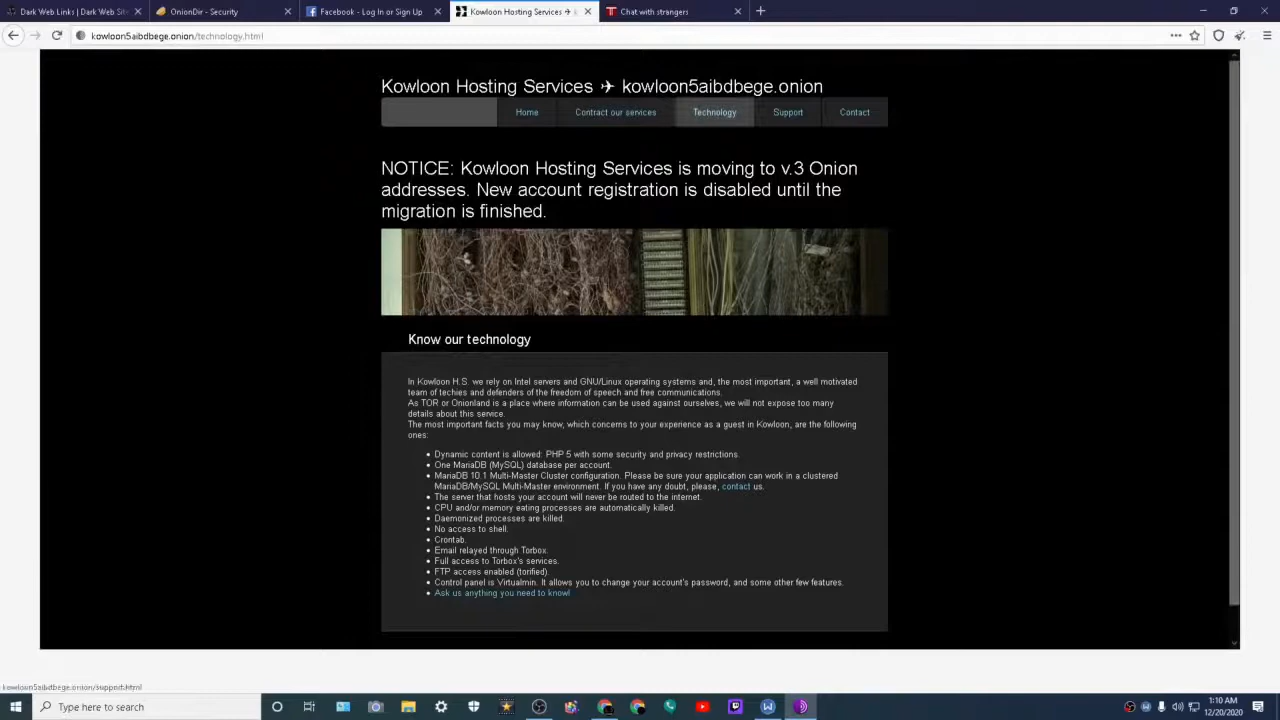 Dark Web Links | Dark Web Sit
OnionDir - Security
Facebook - Log In or Sign Up
Kowloon Hosting Services ✈ k
Chat with strangers
kowloon5aibdbege.onion/technology.html
Kowloon Hosting Services ✈ kowloon5aibdbege.onion
Home
Contract our services
Technology
Support
Contact
NOTICE: Kowloon Hosting Services is moving to v.3 Onion
addresses. New account registration is disabled until the
migration is finished.
Know our technology
In Kowloon H.S. we rely on Intel servers and GNU/Linux operating systems and, the most important, a well motivated
team of techies and defenders of the freedom of speech and free communications.
As TOR or Onionland is a place where information can be used against ourselves, we will not expose too many
details about this service.
The most important facts you may know, which concerns to your experience as a guest in Kowloon, are the following
ones:
• Dynamic content is allowed: PHP 5 with some security and privacy restrictions.
• One MariaDB (MySQL) database per account.
• MariaDB 10.1 Multi-Master Cluster configuration. Please be sure your application can work in a clustered
MariaDB/MySQL Multi-Master environment. If you have any doubt, please, contact us.
• The server that hosts your account will never be routed to the internet.
• CPU and/or memory eating processes are automatically killed.
• Daemonized processes are killed.
• No access to shell.
• Crontab.
• Email relayed through Torbox.
• Full access to Torbox's services.
• FTP access enabled (torified).
• Control panel is Virtualmin. It allows you to change your account's password, and some other few features.
• Ask us anything you need to know!
kowloon5aibdbege.onion/support.html
Type here to search
1:10 AM
12/20/2020